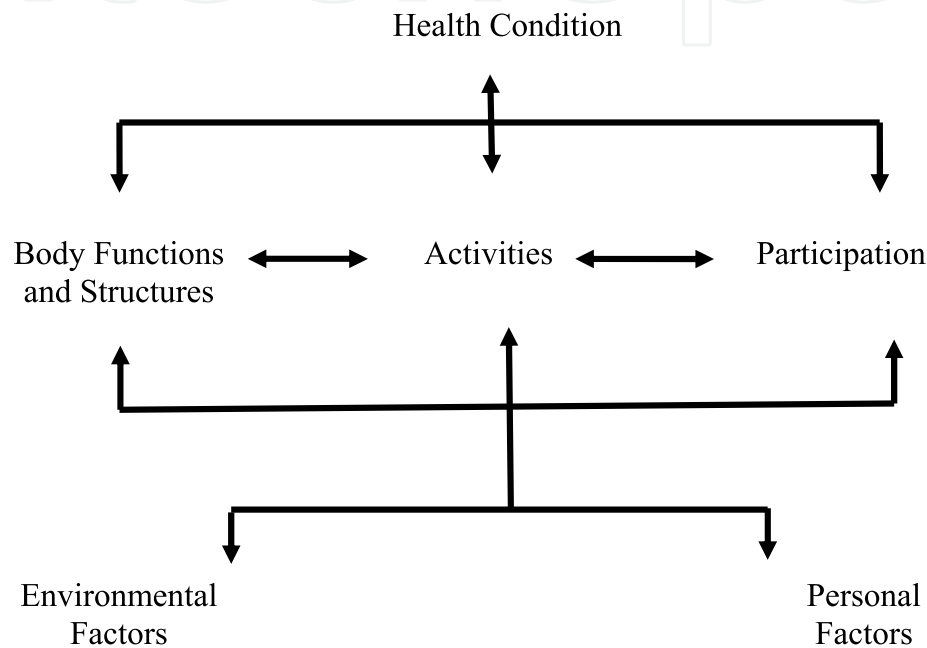 Health Condition
Body Functions
and Structures
Activities
Participation
Environmental
Factors
Personal
Factors